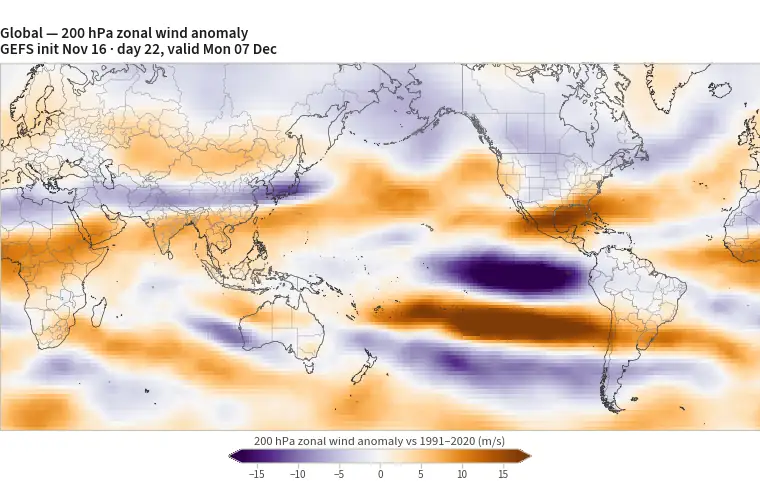 Global — 200 hPa zonal wind anomaly
GEFS init Nov 16 · day 22, valid Mon 07 Dec
200 hPa zonal wind anomaly vs 1991–2020 (m/s)
−15 −10 −5 0 5 10 15